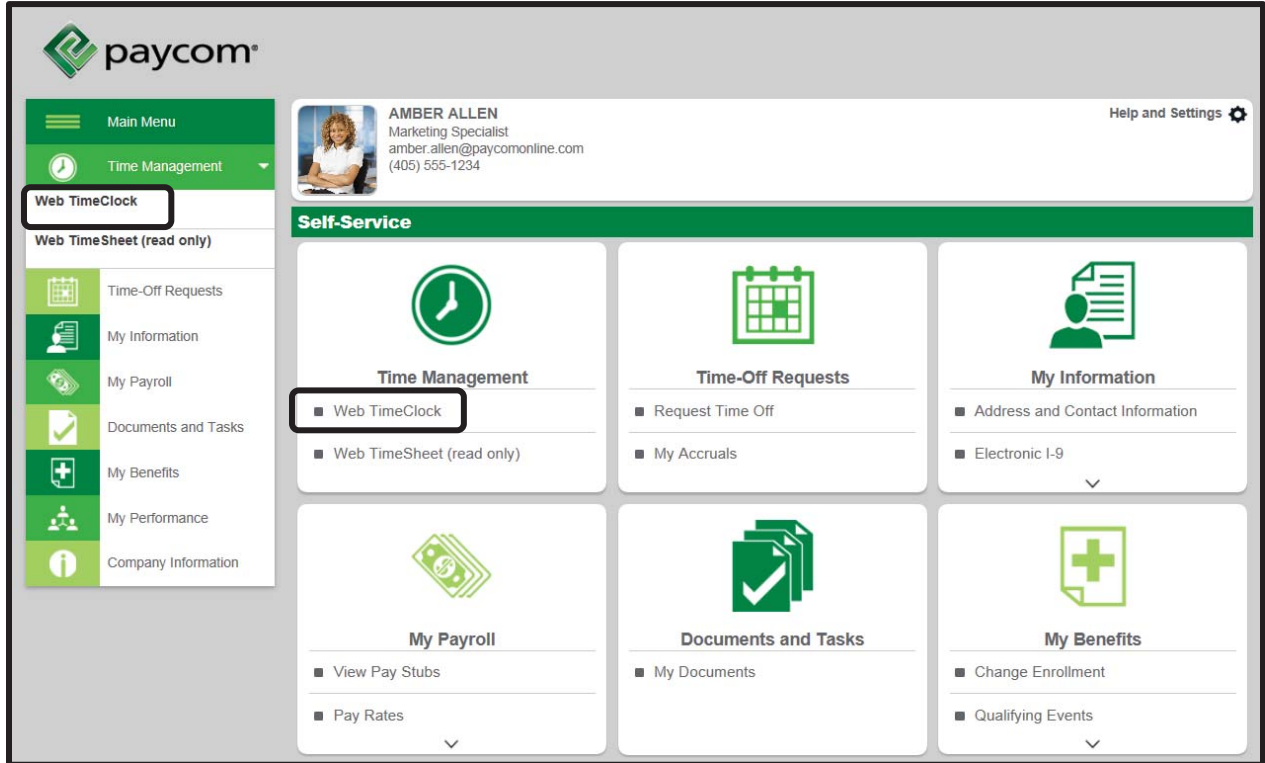 paycom®
Main Menu
Time Management
Web TimeClock
Web TimeSheet (read only)
Time-Off Requests
My Information
My Payroll
Documents and Tasks
My Benefits
My Performance
Company Information
AMBER ALLEN
Marketing Specialist
amber.allen@paycomonline.com
(405) 555-1234
Help and Settings
Self-Service
Time Management
Web TimeClock
Web TimeSheet (read only)
Time-Off Requests
Request Time Off
My Accruals
My Information
Address and Contact Information
Electronic I-9
My Payroll
View Pay Stubs
Pay Rates
Documents and Tasks
My Documents
My Benefits
Change Enrollment
Qualifying Events